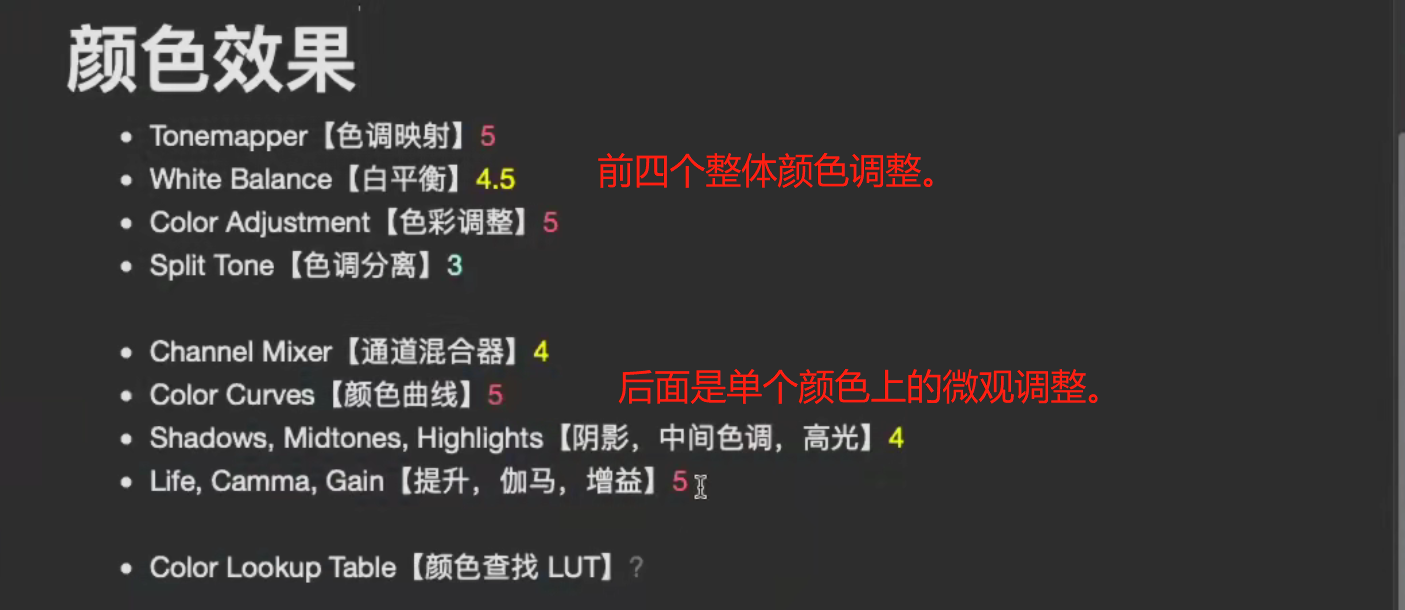 颜色效果
Tonemapper【色调映射】5
前四个整体颜色调整。
White Balance【白平衡】4.5
Color Adjustment【色彩调整】5
Split Tone【色调分离】3
Channel Mixer【通道混合器】4
后面是单个颜色上的微观调整。
Color Curves【颜色曲线】5
Shadows, Midtones, Highlights【阴影，中间色调，高光】4
Life, Camma, Gain【提升，伽马，增益】5
Color Lookup Table【颜色查找 LUT】?